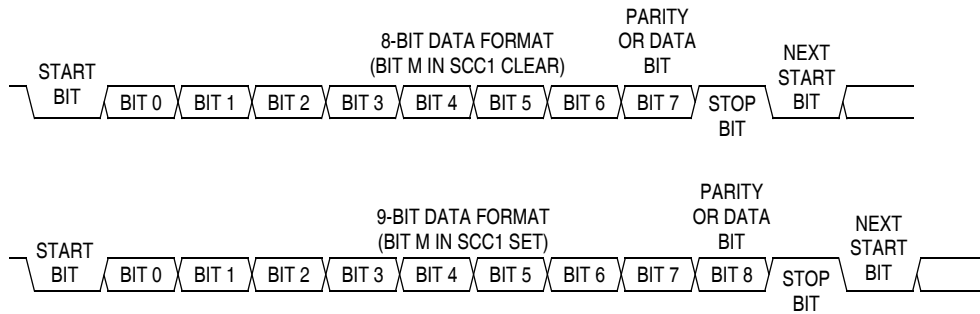 8-BIT DATA FORMAT
(BIT M IN SCC1 CLEAR)
PARITY
OR DATA
BIT
START
BIT
BIT 0
BIT 1
BIT 2
BIT 3
BIT 4
BIT 5
BIT 6
BIT 7
STOP
BIT
NEXT
START
BIT
9-BIT DATA FORMAT
(BIT M IN SCC1 SET)
PARITY
OR DATA
BIT
START
BIT
BIT 0
BIT 1
BIT 2
BIT 3
BIT 4
BIT 5
BIT 6
BIT 7
BIT 8
STOP
BIT
NEXT
START
BIT